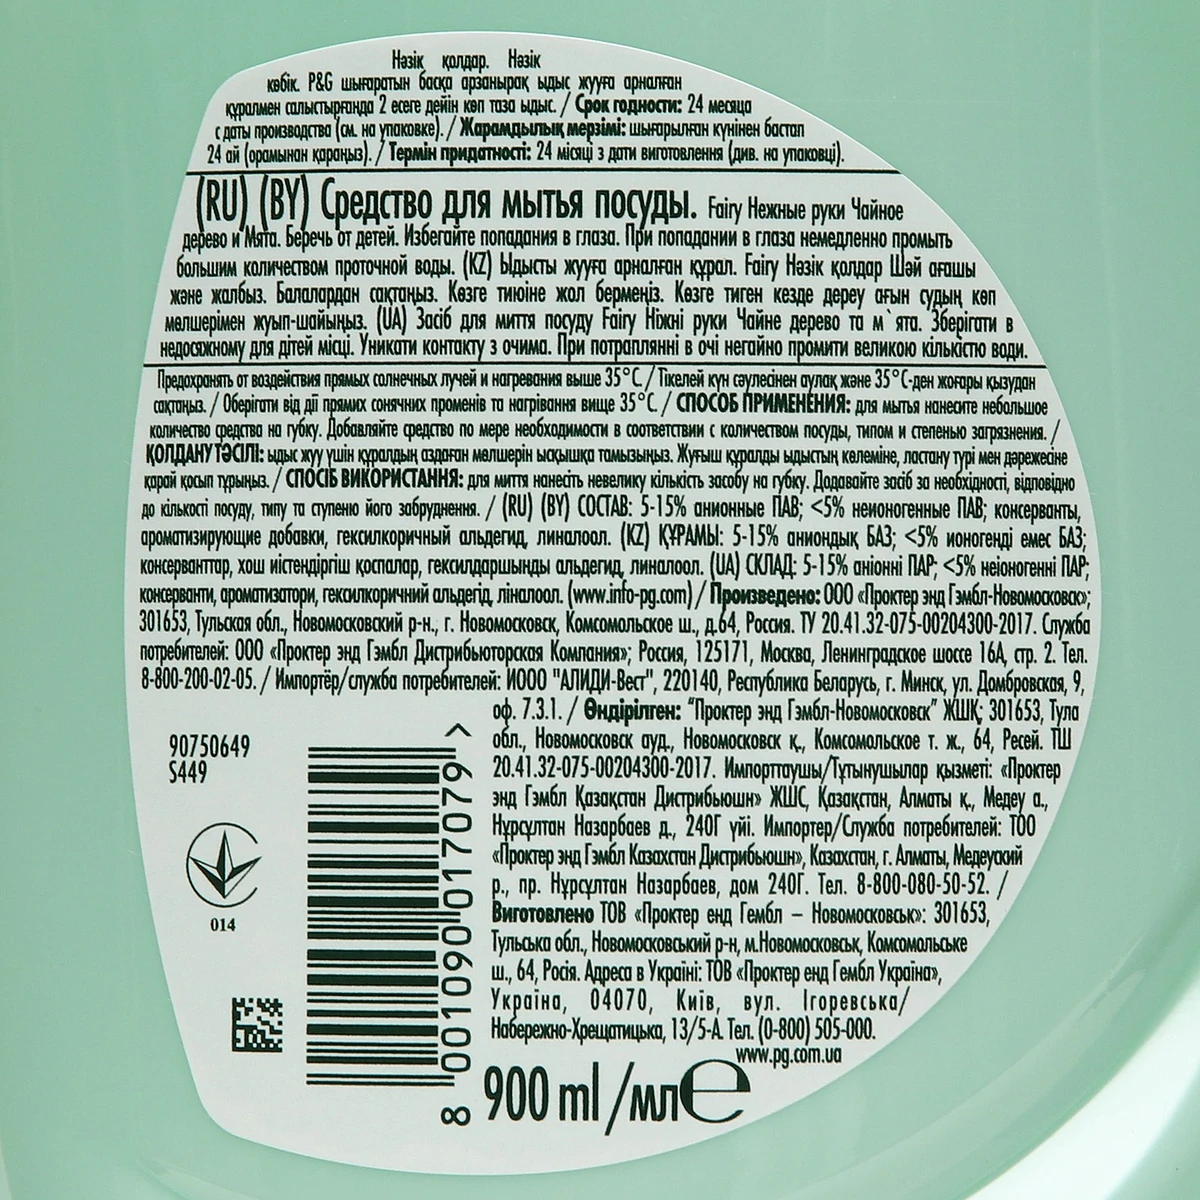 Нәзік қолдар. Нәзік
көбік. P&G шығаратын басқа арзанырақ ыдыс жууға арналған
құралмен салыстырғанда 2 есеге дейін көп таза ыдыс. / Срок годности: 24 месяца
с даты производства (см. на упаковке). / Жарамдылық мерзімі: шығарылған күнінен бастап
24 ай (орамынан қараңыз). / Термін придатності: 24 місяці з дати виготовлення (див. на упаковці).
(RU) (BY) Средство для мытья посуды. Fairy Нежные руки Чайное
дерево и Мята. Беречь от детей. Избегайте попадания в глаза. При попадании в глаза немедленно промыть
большим количеством проточной воды. (KZ) Ыдысты жууға арналған құрал. Fairy Нәзік қолдар Шәй ағашы
және жалбыз. Балалардан сақтаңыз. Көзге тиюіне жол бермеңіз. Көзге тиген кезде дереу ағын судың көп
мөлшерімен жуып-шайыңыз. (UA) Засіб для миття посуду Fairy Ніжні руки Чайне дерево та м`ята. Зберігати в
недосяжному для дітей місці. Уникати контакту з очима. При потраплянні в очі негайно промити великою кількістю води.
Предохранять от воздействия прямых солнечных лучей и нагревания выше 35°C. / Тікелей күн сәулесінен аулақ және 35°C-ден жоғары қызудан
сақтаңыз. / Оберігати від дії прямих сонячних променів та нагрівання вище 35°C. / СПОСОБ ПРИМЕНЕНИЯ: для мытья нанесите небольшое
количество средства на губку. Добавляйте средство по мере необходимости в соответствии с количеством посуды, типом и степенью загрязнения. /
ҚОЛДАНУ ТӘСІЛІ: ыдыс жуу үшін құралдың аздаған мөлшерін ысқышқа тамызыңыз. Жуғыш құралды ыдыстың көлеміне, ластану түрі мен дәрежесіне
қарай қосып тұрыңыз. / СПОСІБ ВИКОРИСТАННЯ: для миття нанесіть невелику кількість засобу на губку. Додавайте засіб за необхідності, відповідно
до кількості посуду, типу та ступеню його забруднення. / (RU) (BY) СОСТАВ: 5-15% анионные ПАВ; <5% неионогенные ПАВ; консерванты,
ароматизирующие добавки, гексилкоричный альдегид, линалоол. (KZ) ҚҰРАМЫ: 5-15% аниондық БАЗ; <5% ионогенді емес БАЗ;
консерванттар, хош иістендіргіш қоспалар, гексилдаршынды альдегид, линалоол. (UA) СКЛАД: 5-15% аніонні ПАР; <5% неіоногенні ПАР;
консерванти, ароматизатори, гексилкоричний альдегід, ліналоол. (www.info-pg.com) / Произведено: ООО «Проктер энд Гэмбл-Новомосковск»;
301653, Тульская обл., Новомосковский р-н., г. Новомосковск, Комсомольское ш., д.64, Россия. ТУ 20.41.32-075-00204300-2017. Служба
потребителей: ООО «Проктер энд Гэмбл Дистрибьюторская Компания»; Россия, 125171, Москва, Ленинградское шоссе 16А, стр. 2. Тел.
8-800-200-02-05. / Импортёр/служба потребителей: ИООО "АЛИДИ-Вест", 220140, Республика Беларусь, г. Минск, ул. Домбровская, 9,
оф. 7.3.1. / Өндірілген: "Проктер энд Гэмбл-Новомосковск" ЖШҚ; 301653, Тула
обл., Новомосковск ауд., Новомосковск қ., Комсомольское т. ж., 64, Ресей. ТШ
20.41.32-075-00204300-2017. Импорттаушы/Тұтынушылар қызметі: «Проктер
энд Гэмбл Қазақстан Дистрибьюшн» ЖШС, Қазақстан, Алматы қ., Медеу а.,
Нұрсұлтан Назарбаев д., 240Г үйі. Импортер/Служба потребителей: ТОО
«Проктер энд Гэмбл Казахстан Дистрибьюшн», Казахстан, г. Алматы, Медеуский
р., пр. Нұрсұлтан Назарбаев, дом 240Г. Тел. 8-800-080-50-52. /
Виготовлено ТОВ «Проктер енд Гембл – Новомосковськ»: 301653,
Тульська обл., Новомосковський р-н, м.Новомосковськ, Комсомольське
ш., 64, Росія. Адреса в Україні: ТОВ «Проктер енд Гембл Україна»,
Україна, 04070, Київ, вул. Ігоревська/
Набережно-Хрещатицька, 13/5-А. Тел. (0-800) 505-000.
www.pg.com.ua
90750649
S449
014
8 001090 017079 >
900 ml / мл e